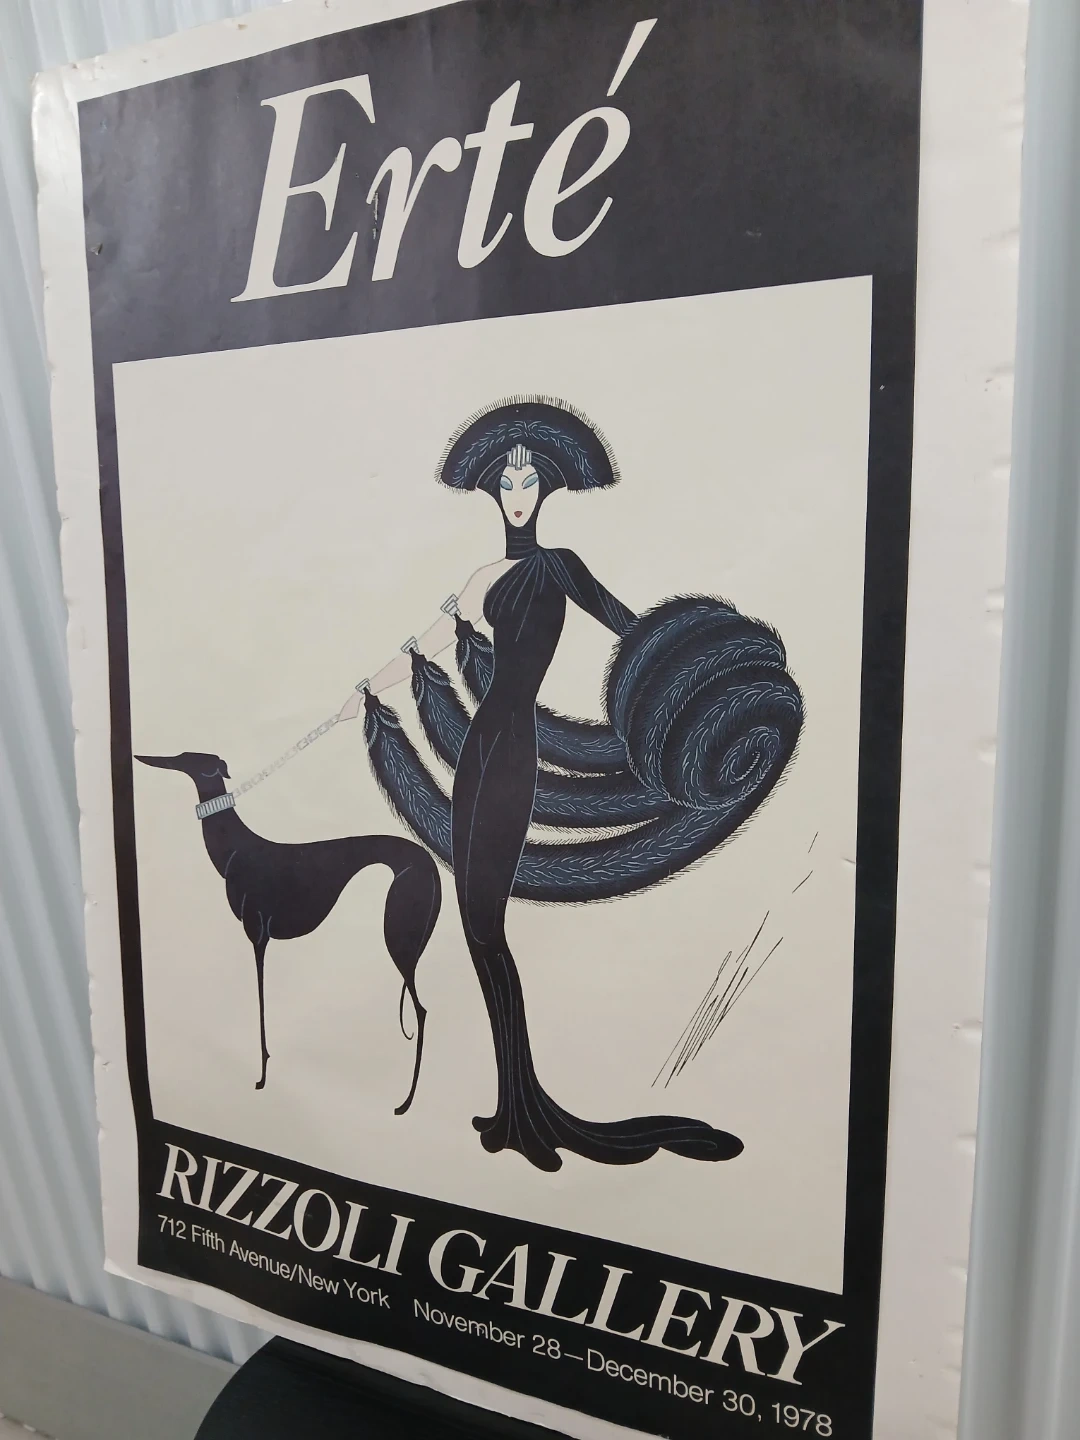 Erté
RIZZOLI GALLERY
712 Fifth Avenue/New York November 28–December 30, 1978